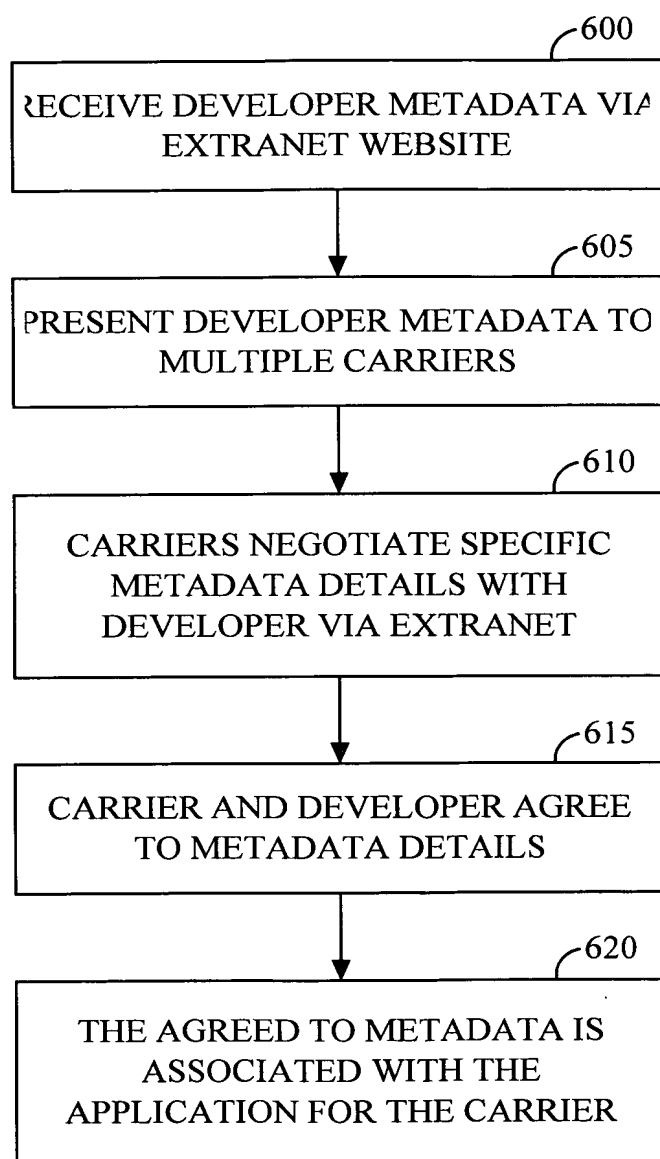 600
RECEIVE DEVELOPER METADATA VIA
EXTRANET WEBSITE
605
PRESENT DEVELOPER METADATA TO
MULTIPLE CARRIERS
610
CARRIERS NEGOTIATE SPECIFIC
METADATA DETAILS WITH
DEVELOPER VIA EXTRANET
615
CARRIER AND DEVELOPER AGREE
TO METADATA DETAILS
620
THE AGREED TO METADATA IS
ASSOCIATED WITH THE
APPLICATION FOR THE CARRIER